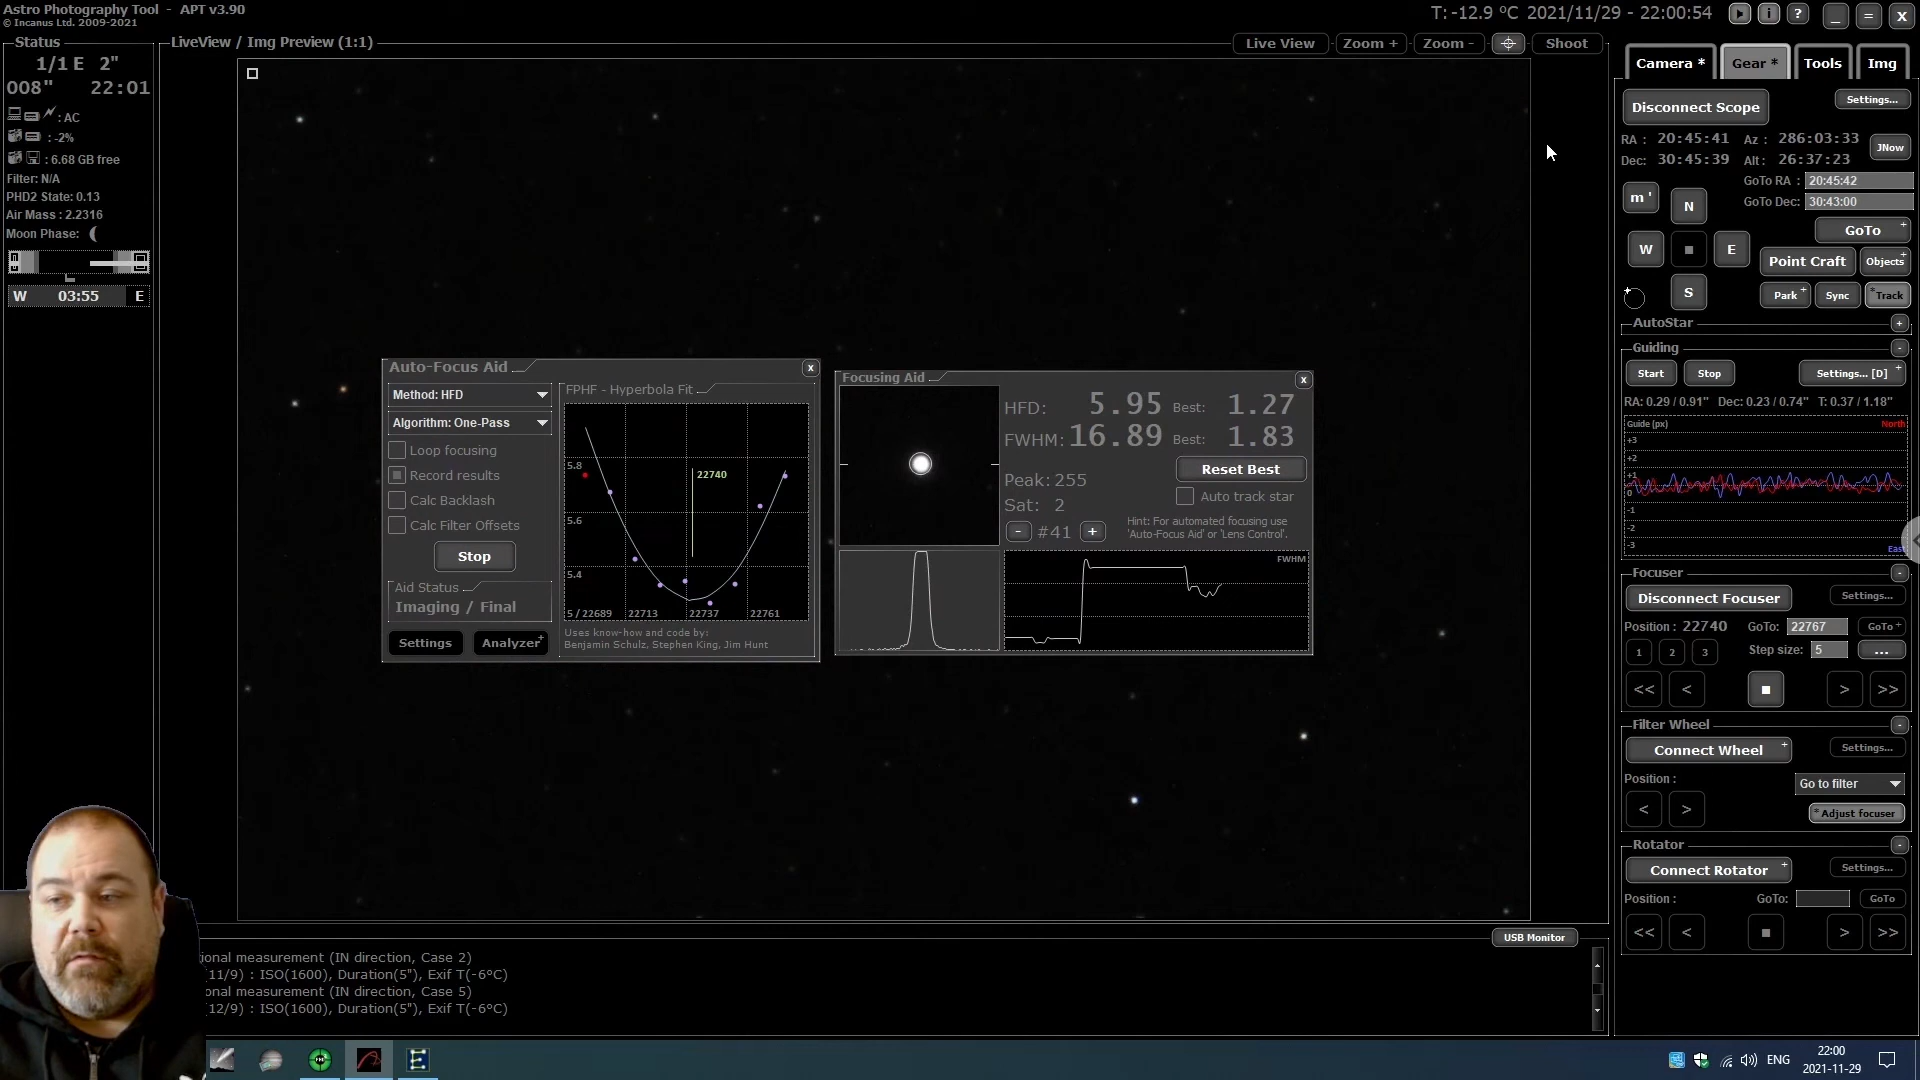 Astro Photography Tool - APT v3.90
© Incanus Ltd. 2009-2021
T: -12.9 ºC 2021/11/29 - 22:00:54
i
?
_
=
X
Status
1/1 E 2"
008" 22:01
: AC
: -2%
: 6.68 GB free
Filter: N/A
PHD2 State: 0.13
Air Mass : 2.2316
Moon Phase:
W 03:55 E
LiveView / Img Preview (1:1)
Live View
Zoom +
Zoom -
Shoot
Auto-Focus Aid
x
Method: HFD
Algorithm: One-Pass
Loop focusing
Record results
Calc Backlash
Calc Filter Offsets
Stop
Aid Status
Imaging / Final
Settings
Analyzer+
FPHF - Hyperbola Fit
5.8
22740
5.6
5.4
5 / 22689 22713 22737 22761
Uses know-how and code by:
Benjamin Schulz, Stephen King, Jim Hunt
Focusing Aid
x
HFD: 5.95 Best: 1.27
FWHM: 16.89 Best: 1.83
Reset Best
Peak: 255
Auto track star
Sat: 2
- #41 +
Hint: For automated focusing use
'Auto-Focus Aid' or 'Lens Control'.
FWHM
USB Monitor
ional measurement (IN direction, Case 2)
(11/9) : ISO(1600), Duration(5"), Exif T(-6°C)
onal measurement (IN direction, Case 5)
(12/9) : ISO(1600), Duration(5"), Exif T(-6°C)
Camera *
Gear *
Tools
Img
Disconnect Scope
Settings...
RA : 20:45:41 Az : 286:03:33
Dec: 30:45:39 Alt : 26:37:23
JNow
GoTo RA : 20:45:42
GoTo Dec: 30:43:00
m '
N
W
E
S
GoTo +
Point Craft
Objects+
Park +
Sync
*Track
AutoStar +
Guiding -
Start
Stop
Settings... [D] +
RA: 0.29 / 0.91" Dec: 0.23 / 0.74" T: 0.37 / 1.18"
Guide (px) North
+3
+2
+1
0
-1
-2
-3
East
Focuser -
Disconnect Focuser
Settings...
Position : 22740 GoTo: 22767 GoTo +
1 2 3 Step size: 5 ...
<< < > >>
Filter Wheel -
Connect Wheel +
Settings...
Position :
Go to filter
< >
*Adjust focuser
Rotator -
Connect Rotator +
Settings...
Position : GoTo: GoTo
<< < > >>
ENG
22:00
2021-11-29